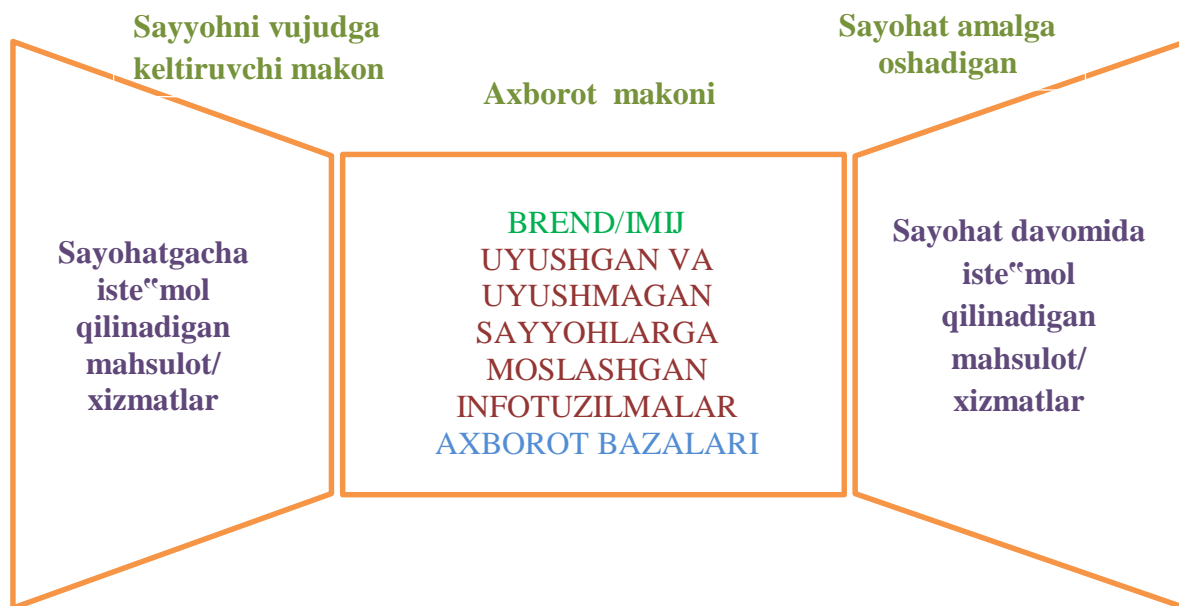 Sayyohni vujudga
keltiruvchi makon
Axborot makoni
Sayohat amalga
oshadigan
Sayohatgacha
iste‟mol
qilinadigan
mahsulot/
xizmatlar
BREND/IMIJ
UYUSHGAN VA
UYUSHMAGAN
SAYYOHLARGA
MOSLASHGAN
INFOTUZILMALAR
AXBOROT BAZALARI
Sayohat davomida
iste‟mol
qilinadigan
mahsulot/
xizmatlar